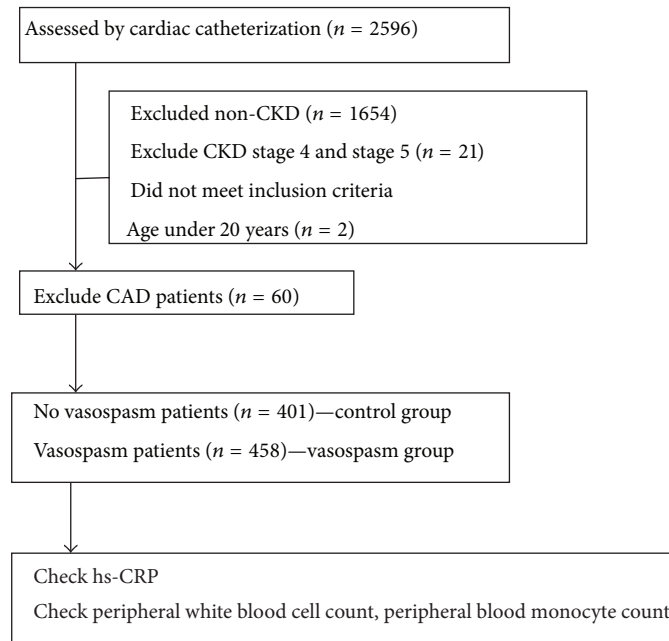 Assessed by cardiac catheterization (n = 2596)
Excluded non-CKD (n = 1654)
Exclude CKD stage 4 and stage 5 (n = 21)
Did not meet inclusion criteria
Age under 20 years (n = 2)
Exclude CAD patients (n = 60)
No vasospasm patients (n = 401)—control group
Vasospasm patients (n = 458)—vasospasm group
Check hs-CRP
Check peripheral white blood cell count, peripheral blood monocyte count